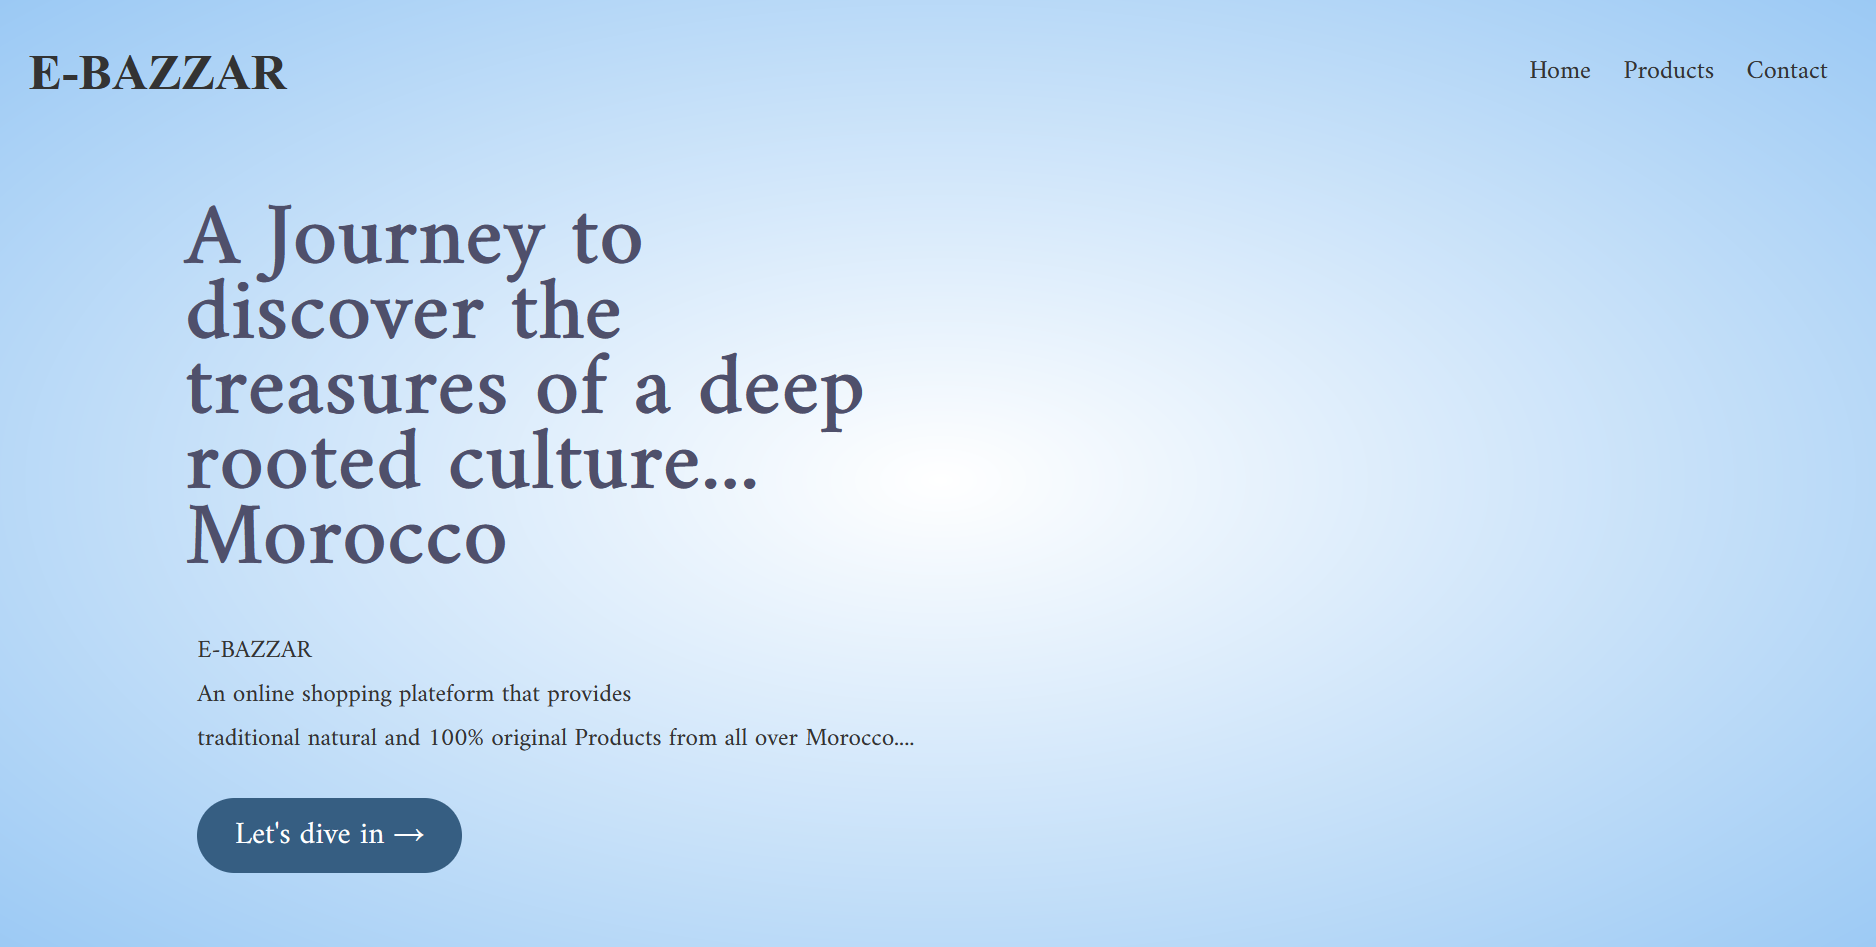 E-BAZZAR
Home Products Contact
A Journey to
discover the
treasures of a deep
rooted culture...
Morocco
E-BAZZAR
An online shopping plateform that provides
traditional natural and 100% original Products from all over Morocco....
Let's dive in →